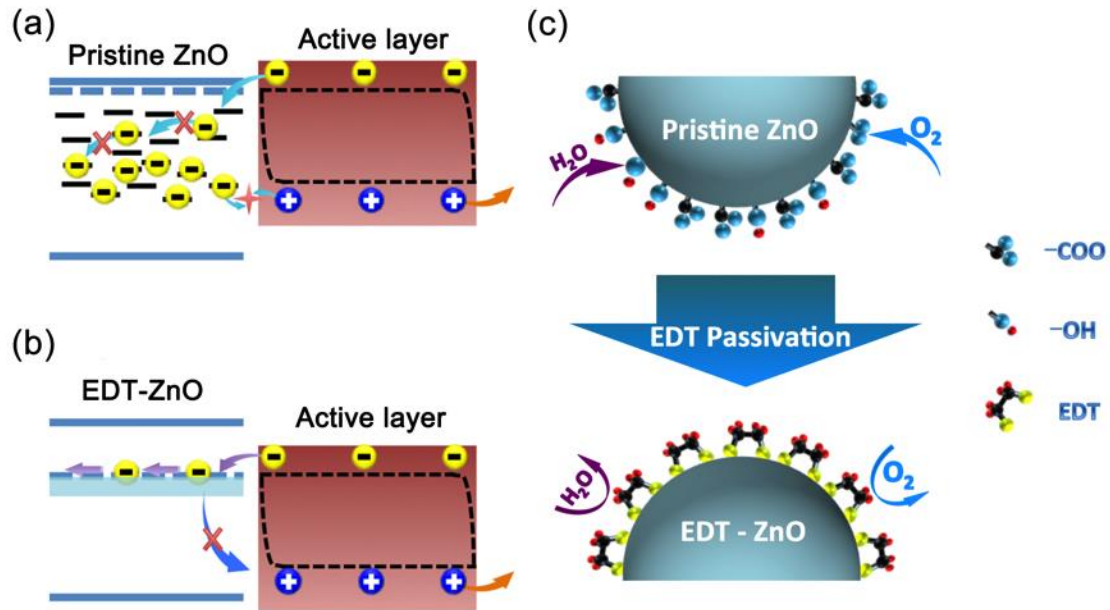 (a)
Pristine ZnO
Active layer
(b)
EDT-ZnO
Active layer
(c)
Pristine ZnO
H₂O
O₂
EDT Passivation
H₂O
O₂
EDT - ZnO
–COO
–OH
EDT